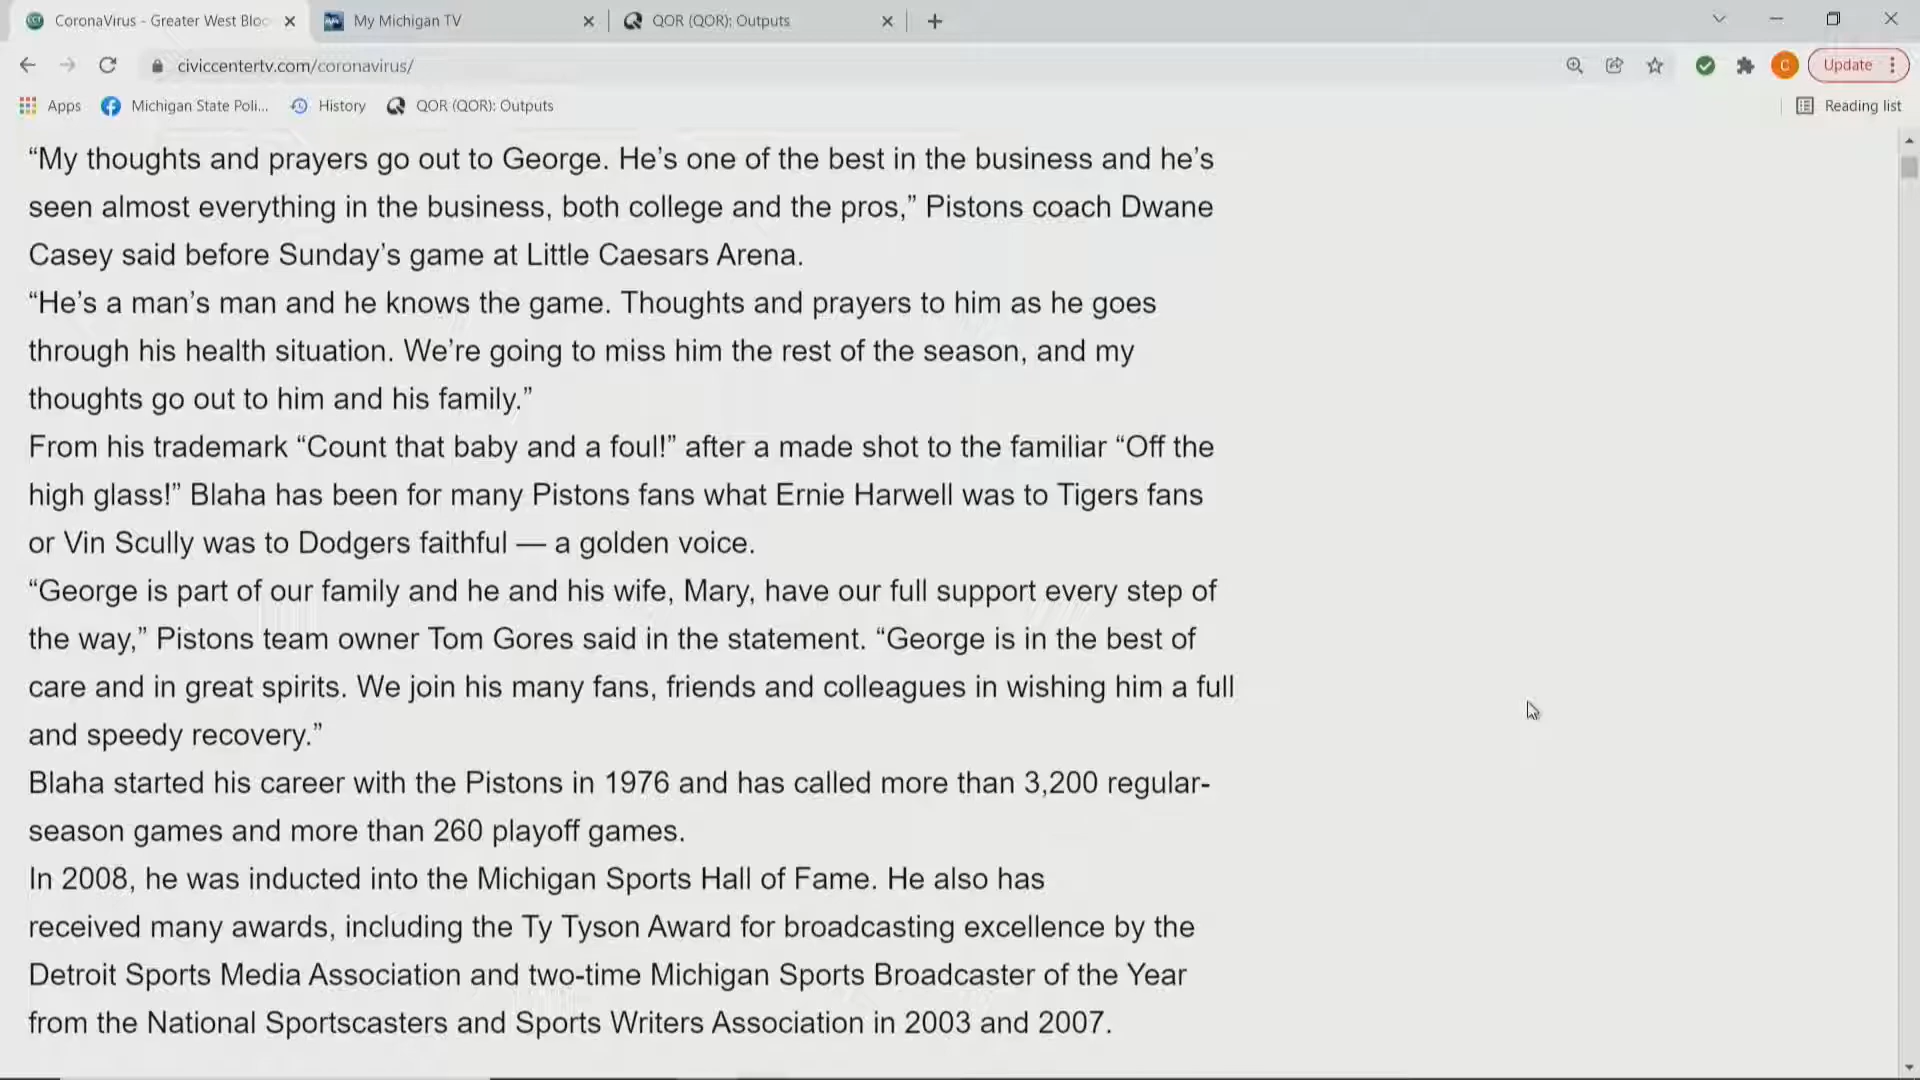 CoronaVirus - Greater West Bloo
My Michigan TV
QOR (QOR): Outputs
civiccentertv.com/coronavirus/
C
Update
Apps
Michigan State Poli...
History
QOR (QOR): Outputs
Reading list
“My thoughts and prayers go out to George. He’s one of the best in the business and he’s
seen almost everything in the business, both college and the pros,” Pistons coach Dwane
Casey said before Sunday’s game at Little Caesars Arena.
“He’s a man’s man and he knows the game. Thoughts and prayers to him as he goes
through his health situation. We’re going to miss him the rest of the season, and my
thoughts go out to him and his family.”
From his trademark “Count that baby and a foul!” after a made shot to the familiar “Off the
high glass!” Blaha has been for many Pistons fans what Ernie Harwell was to Tigers fans
or Vin Scully was to Dodgers faithful — a golden voice.
“George is part of our family and he and his wife, Mary, have our full support every step of
the way,” Pistons team owner Tom Gores said in the statement. “George is in the best of
care and in great spirits. We join his many fans, friends and colleagues in wishing him a full
and speedy recovery.”
Blaha started his career with the Pistons in 1976 and has called more than 3,200 regular-
season games and more than 260 playoff games.
In 2008, he was inducted into the Michigan Sports Hall of Fame. He also has
received many awards, including the Ty Tyson Award for broadcasting excellence by the
Detroit Sports Media Association and two-time Michigan Sports Broadcaster of the Year
from the National Sportscasters and Sports Writers Association in 2003 and 2007.